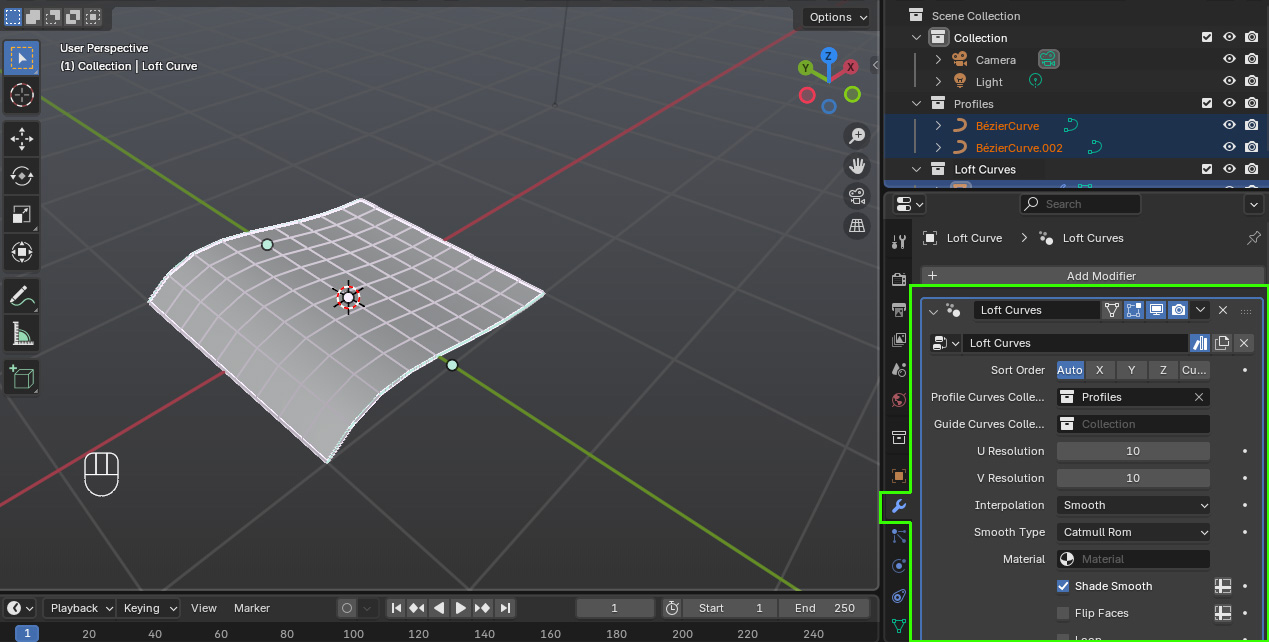 Options
User Perspective
(1) Collection | Loft Curve
Z
Y
X
Playback
Keying
View
Marker
1
Start 1
End 250
1 20 40 60 80 100 120 140 160 180 200 220 240
Scene Collection
Collection
Camera
Light
Profiles
BézierCurve
BézierCurve.002
Loft Curves
Search
Loft Curve > Loft Curves
+ Add Modifier
Loft Curves
Loft Curves
Sort Order Auto X Y Z Cu...
Profile Curves Colle... Profiles
Guide Curves Colle... Collection
U Resolution 10
V Resolution 10
Interpolation Smooth
Smooth Type Catmull Rom
Material Material
Shade Smooth
Flip Faces
Loop